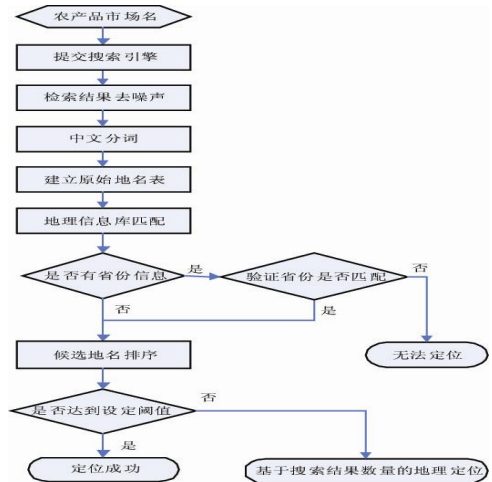 农产品市场名
提交搜索引擎
检索结果去噪声
中文分词
建立原始地名表
地理信息库匹配
是否有省份信息
是
验证省份是否匹配
否
否
是
候选地名排序
无法定位
是否达到设定阈值
否
是
定位成功
基于搜索结果数量的地理定位